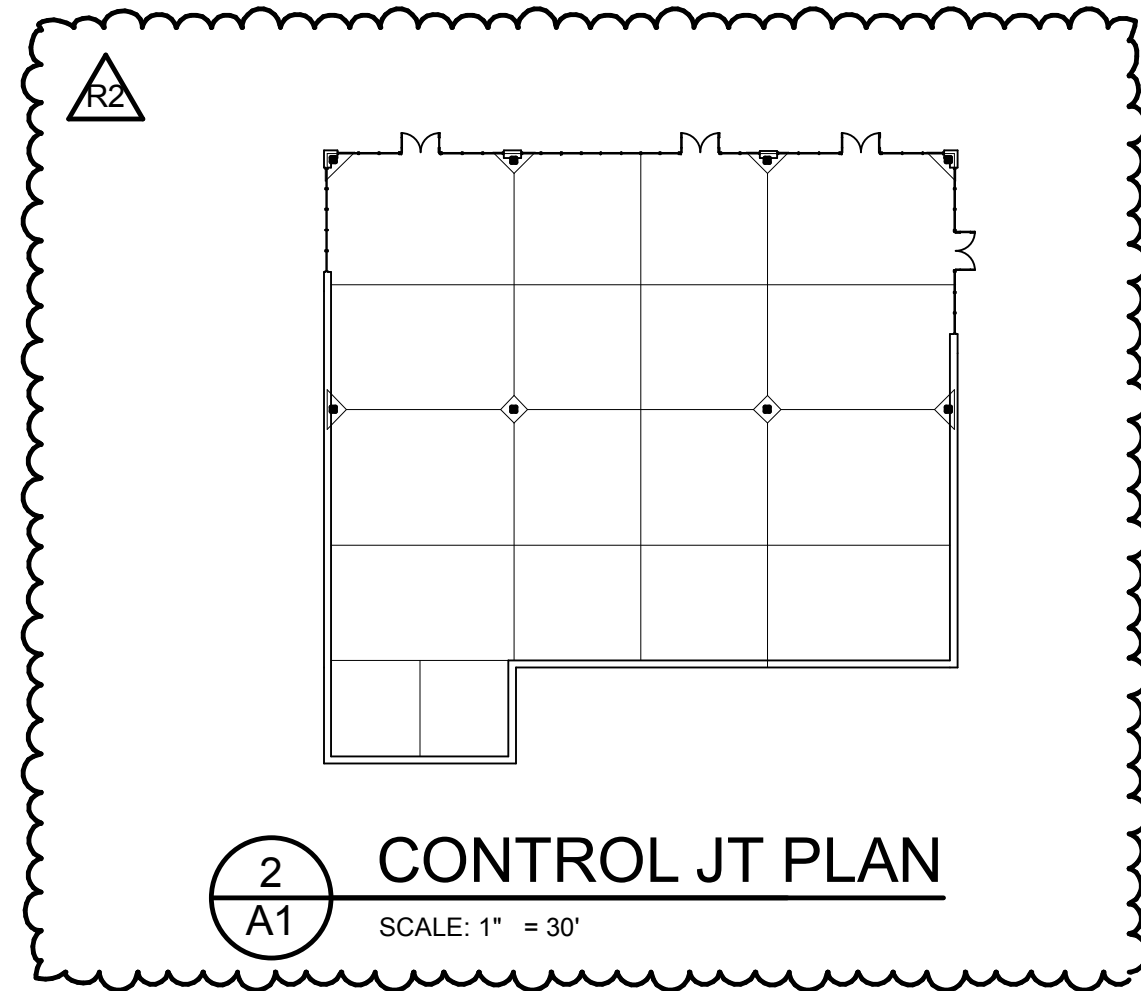 R2
2
CONTROL JT PLAN
A1
SCALE: 1" = 30'